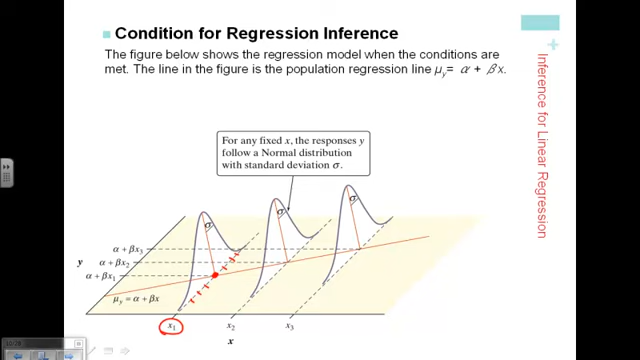 Condition for Regression Inference
The figure below shows the regression model when the conditions are
met. The line in the figure is the population regression line μy= α + βx.
For any fixed x, the responses y
follow a Normal distribution
with standard deviation σ.
σ
σ
σ
α + βx3
α + βx2
α + βx1
y
μy = α + βx
x1
x2
x3
x
+
Inference for Linear Regression